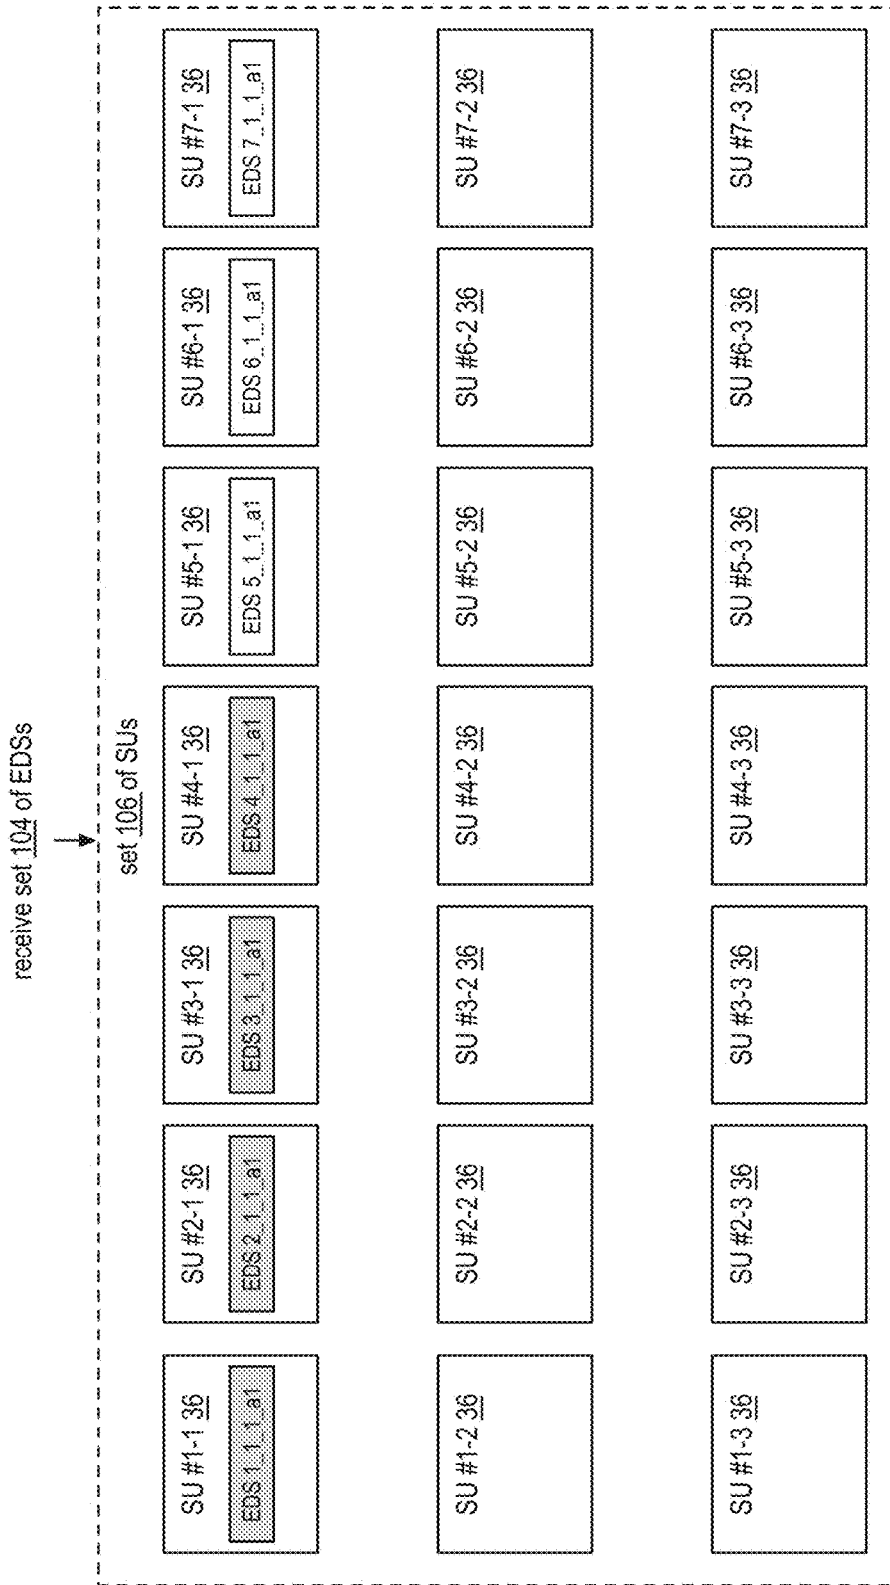 receive set 104 of EDSs
set 106 of SUs
SU #1-1 36
EDS 1_1_1_a1
SU #2-1 36
EDS 2_1_1_a1
SU #3-1 36
EDS 3_1_1_a1
SU #4-1 36
EDS 4_1_1_a1
SU #5-1 36
EDS 5_1_1_a1
SU #6-1 36
EDS 6_1_1_a1
SU #7-1 36
EDS 7_1_1_a1
SU #1-2 36
SU #2-2 36
SU #3-2 36
SU #4-2 36
SU #5-2 36
SU #6-2 36
SU #7-2 36
SU #1-3 36
SU #2-3 36
SU #3-3 36
SU #4-3 36
SU #5-3 36
SU #6-3 36
SU #7-3 36